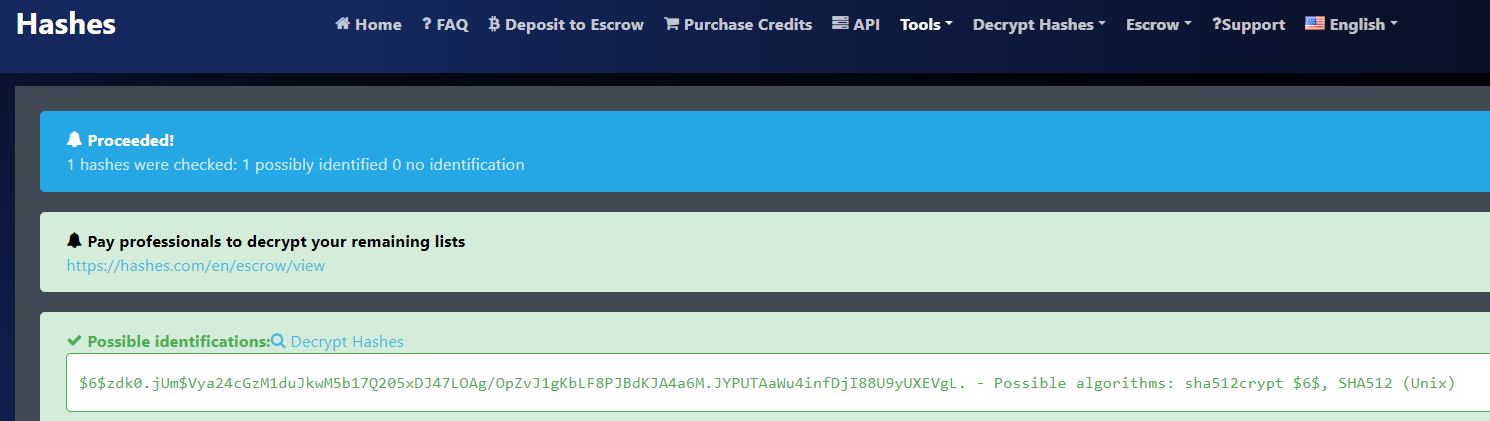 Hashes
Home ? FAQ Deposit to Escrow Purchase Credits API Tools Decrypt Hashes Escrow ?Support English
Proceeded!
1 hashes were checked: 1 possibly identified 0 no identification
Pay professionals to decrypt your remaining lists
https://hashes.com/en/escrow/view
Possible identifications: Decrypt Hashes
$6$zdk0.jUm$Vya24cGzM1duJkwM5b17Q205xDJ47LOAg/OpZvJ1gKbLF8PJBdKJA4a6M.JYPUTAaWu4infDjI88U9yUXEVgL. - Possible algorithms: sha512crypt $6$, SHA512 (Unix)